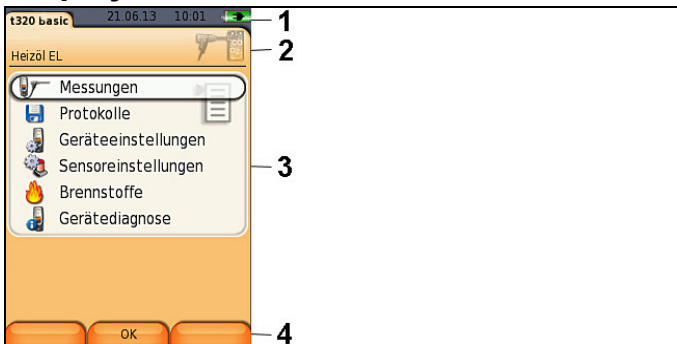 t320 basic 21.06.13 10:01 1
2
Heizöl EL
Messungen
Protokolle
Geräteeinstellungen
Sensoreinstellungen 3
Brennstoffe
Gerätediagnose
OK 4